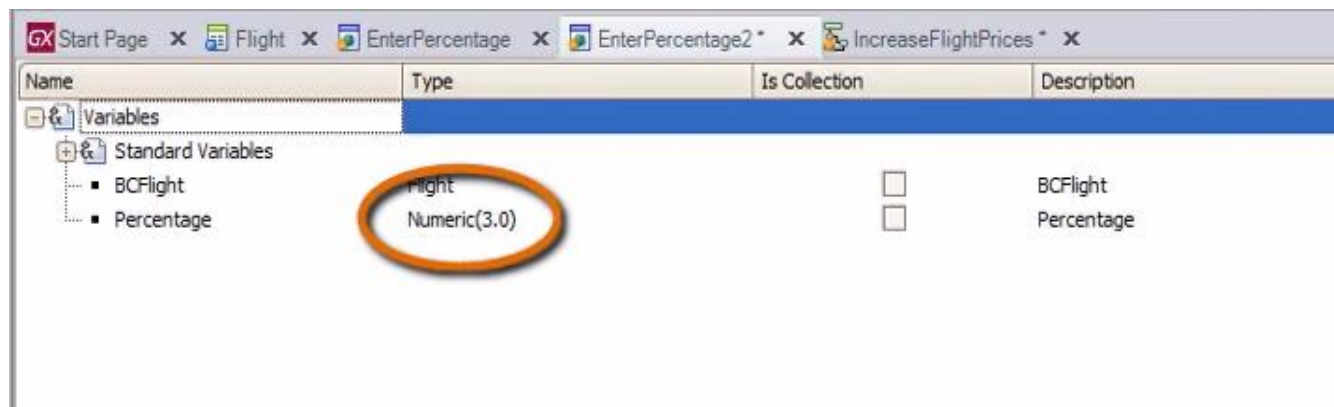 GX Start Page X Flight X EnterPercentage X EnterPercentage2* X IncreaseFlightPrices* X
Name Type Is Collection Description
Variables
Standard Variables
BCFlight Flight BCFlight
Percentage Numeric(3.0) Percentage